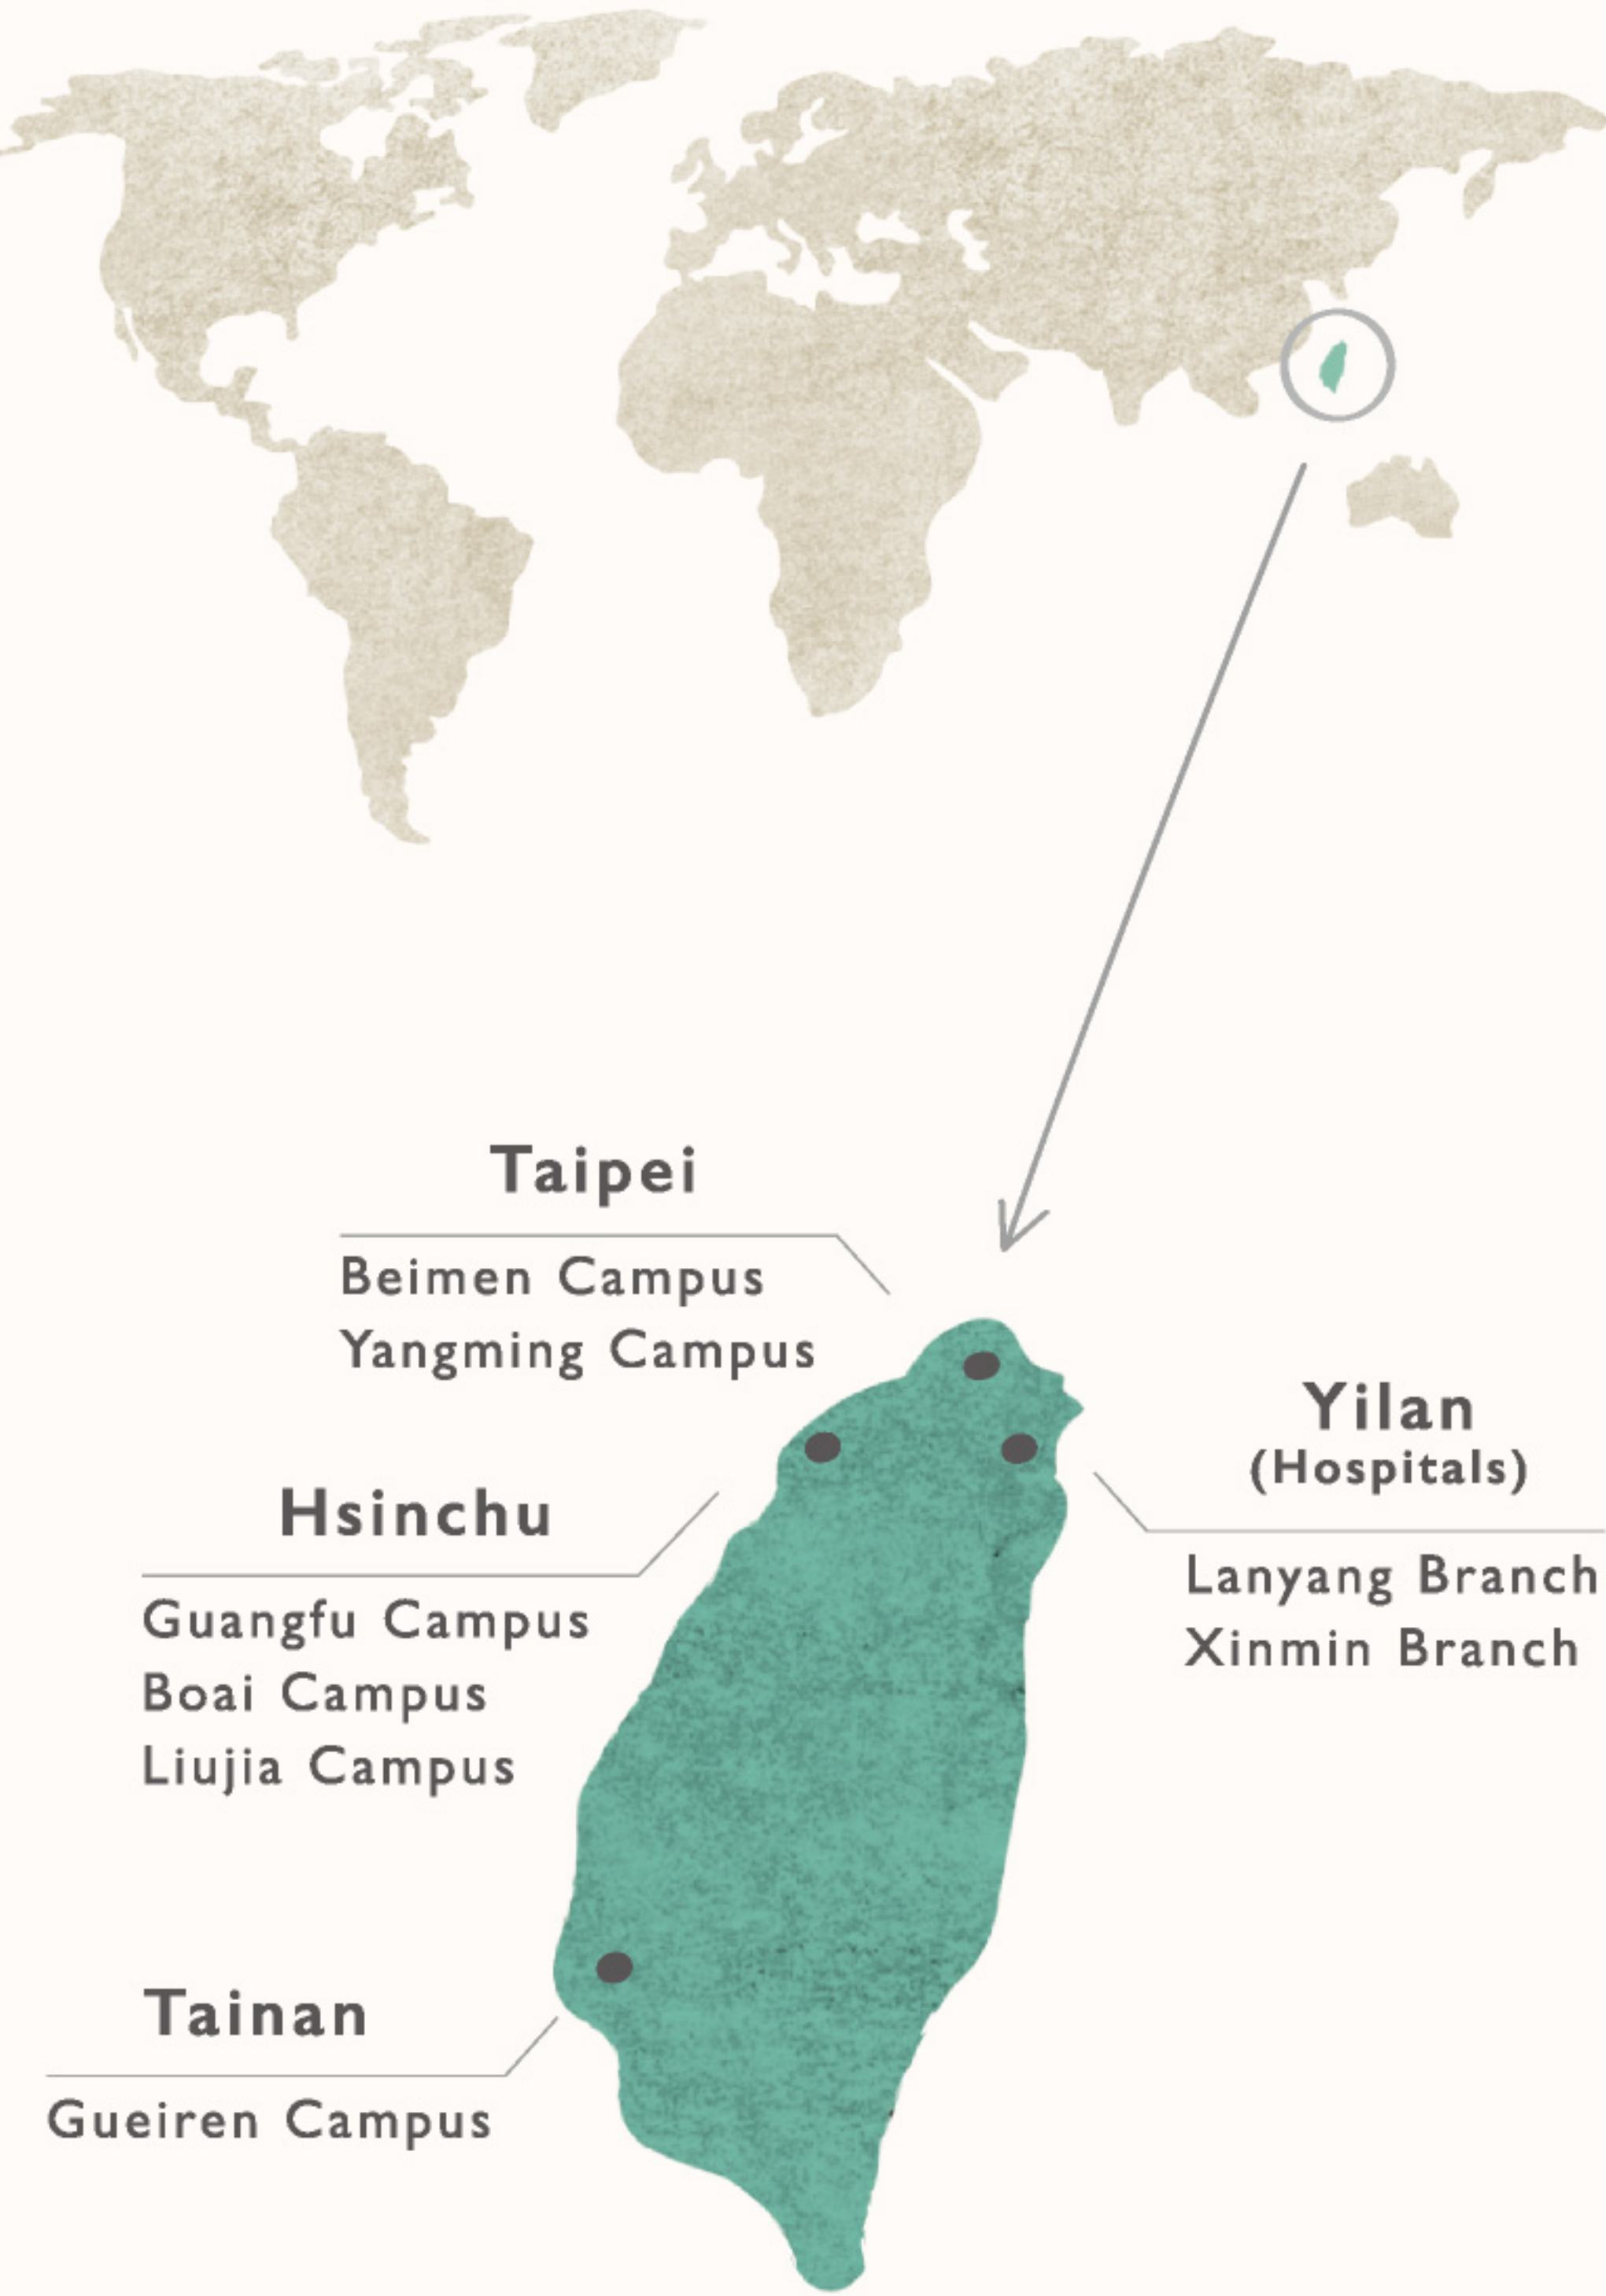 Taipei
Beimen Campus
Yangming Campus
Yilan
(Hospitals)
Lanyang Branch
Xinmin Branch
Hsinchu
Guangfu Campus
Boai Campus
Liujia Campus
Tainan
Gueiren Campus